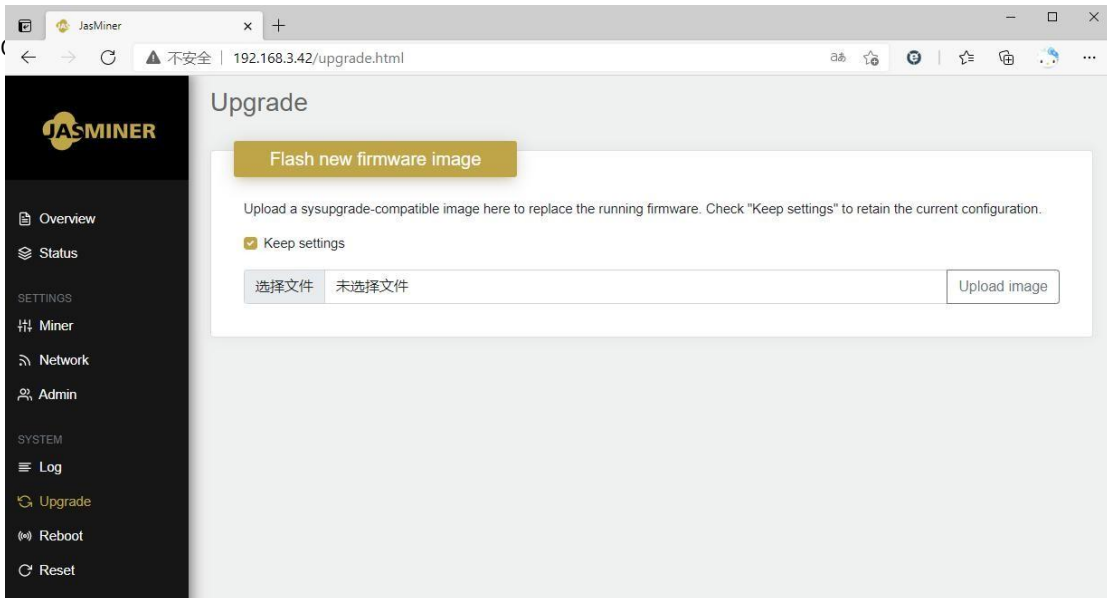 JasMiner
不安全 | 192.168.3.42/upgrade.html
JASMINER
Upgrade
Flash new firmware image
Upload a sysupgrade-compatible image here to replace the running firmware. Check "Keep settings" to retain the current configuration.
Keep settings
选择文件 未选择文件 Upload image
Overview
Status
SETTINGS
Miner
Network
Admin
SYSTEM
Log
Upgrade
Reboot
Reset